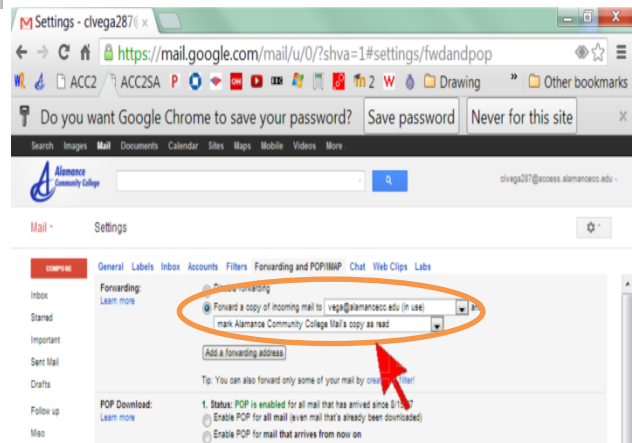 Settings - clvega287(
https://mail.google.com/mail/u/0/?shva=1#settings/fwdandpop
ACC2 ACC2SA 2 Drawing » Other bookmarks
Do you want Google Chrome to save your password? Save password Never for this site
Search Images Mail Documents Calendar Sites Maps Mobile Videos More
Alamance
Community College
clvega287@access.alamancecc.edu
Mail Settings
COMPOSE General Labels Inbox Accounts Filters Forwarding and POP/IMAP Chat Web Clips Labs
Inbox
Starred
Important
Sent Mail
Drafts
Follow up
Misc
Forwarding:
Learn more
Disable forwarding
Forward a copy of incoming mail to vega@alamancecc.edu (in use) and
mark Alamance Community College Mail's copy as read
Add a forwarding address
Tip: You can also forward only some of your mail by filter!
POP Download:
Learn more
1. Status: POP is enabled for all mail that has arrived since
Enable POP for all mail (even mail that's already been downloaded)
Enable POP for mail that arrives from now on